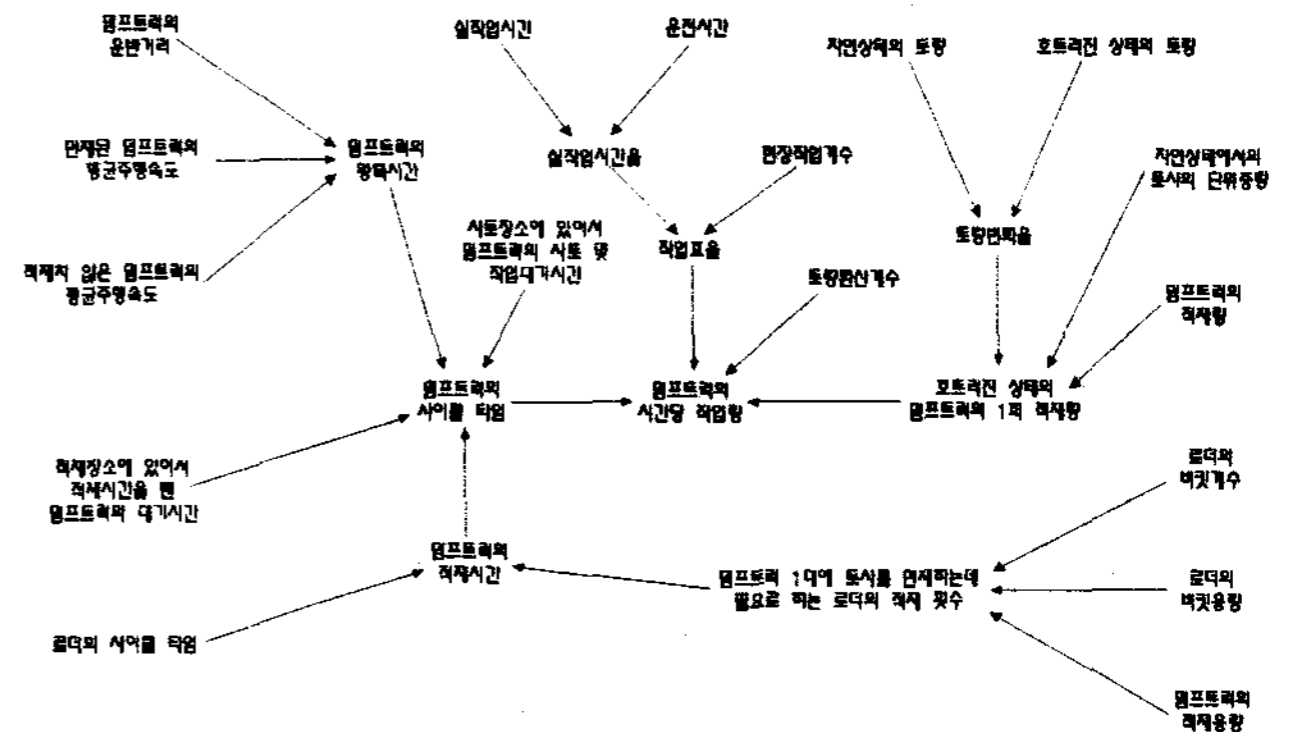 덤프트럭의
운반거리
실작업시간
운전시간
자연상태의 토량
흐트러진 상태의 토량
만재된 덤프트럭의
평균주행속도
덤프트럭의
왕복시간
실작업시간율
현장작업계수
자연상태에서의
토사의 단위중량
적재치 않은 덤프트럭의
평균주행속도
사토장소에 있어서
덤프트럭의 사토 및
작업대기시간
작업효율
토량변화율
토량환산계수
덤프트럭의
적재량
덤프트럭의
사이클 타임
덤프트럭의
시간당 작업량
흐트러진 상태의
덤프트럭의 1회 적재량
적재장소에 있어서
적재시간을 뺀
덤프트럭의 대기시간
로더의
버킷계수
덤프트럭의
적재시간
덤프트럭 1대에 토사를 만재하는데
필요로 하는 로더의 적재 횟수
로더의
버킷용량
로더의 사이클 타임
덤프트럭의
적재용량